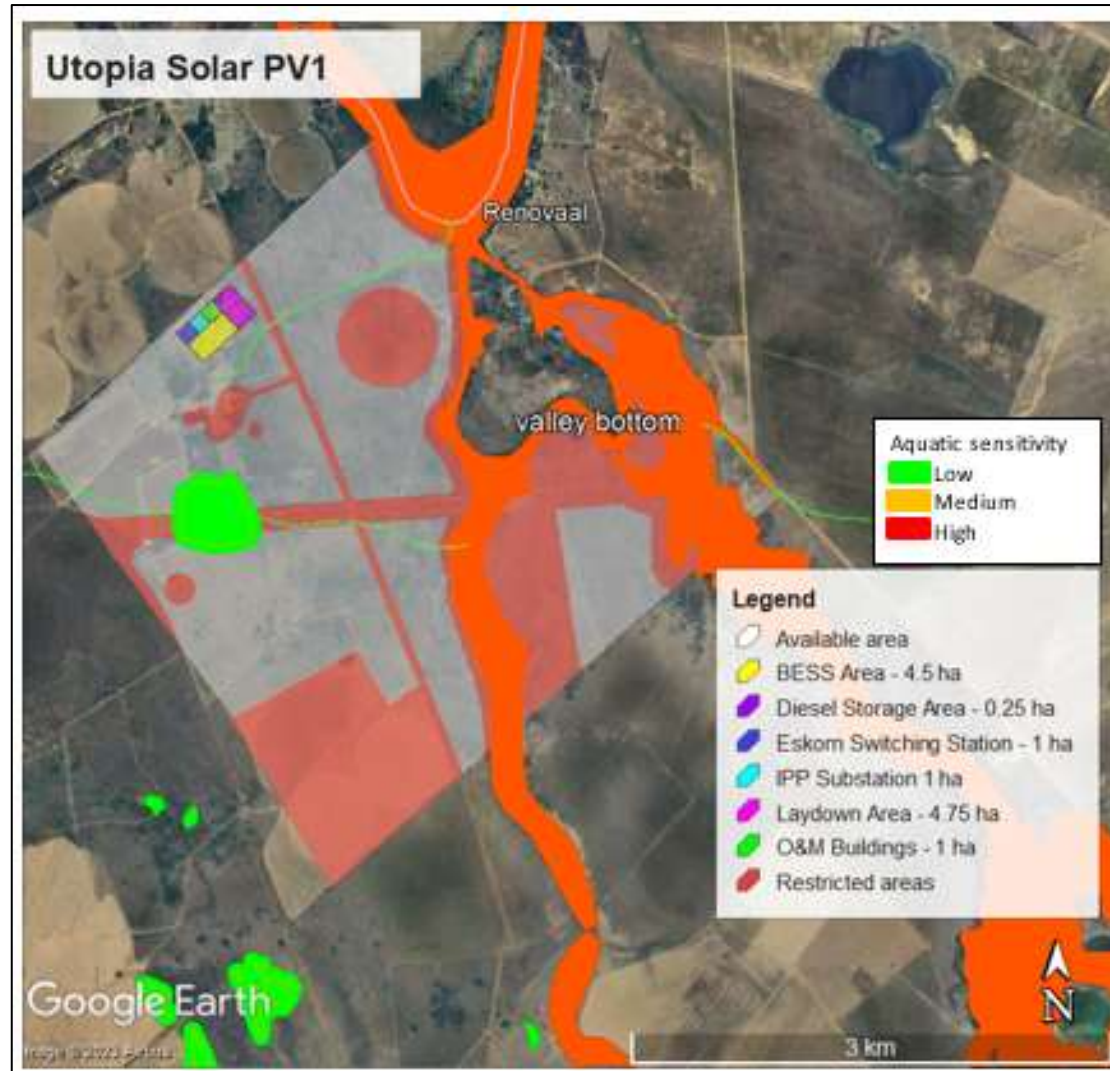 Utopia Solar PV1
Renovaal
valley bottom
Aquatic sensitivity
Low
Medium
High
Legend
Available area
BESS Area - 4.5 ha
Diesel Storage Area - 0.25 ha
Eskom Switching Station - 1 ha
IPP Substation 1 ha
Laydown Area - 4.75 ha
O&M Buildings - 1 ha
Restricted areas
Google Earth
N
Image ©
3 km